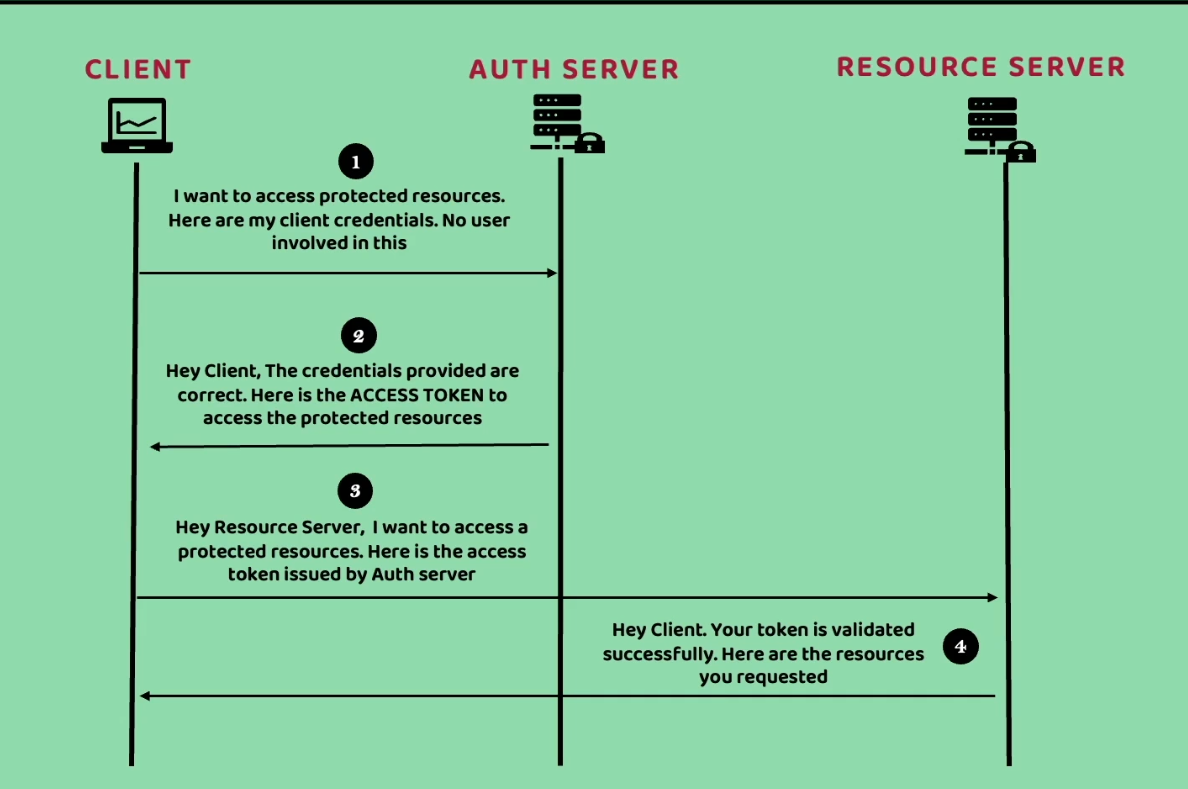 CLIENT
AUTH SERVER
RESOURCE SERVER
1
I want to access protected resources.
Here are my client credentials. No user
involved in this
2
Hey Client, The credentials provided are
correct. Here is the ACCESS TOKEN to
access the protected resources
3
Hey Resource Server, I want to access a
protected resources. Here is the access
token issued by Auth server
4
Hey Client. Your token is validated
successfully. Here are the resources
you requested